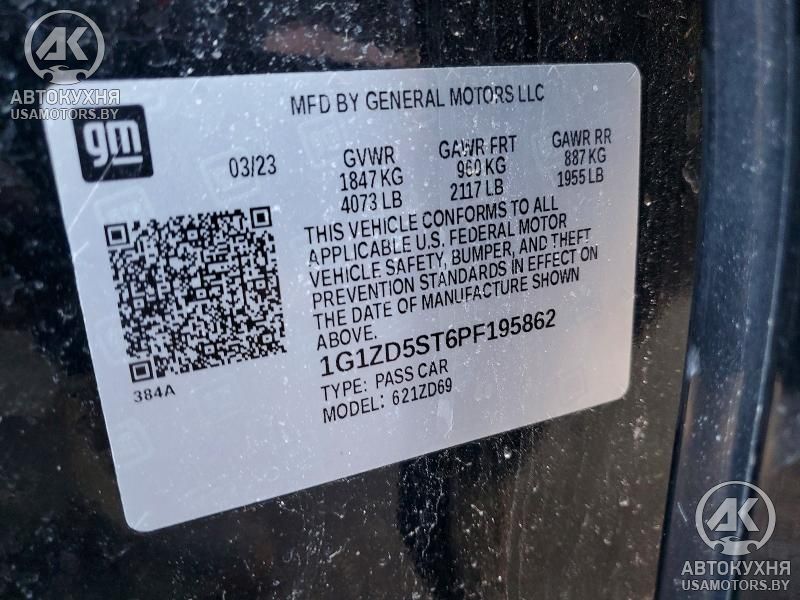 АК
АВТОКУХНЯ
USAMOTORS.BY
gm
MFD BY GENERAL MOTORS LLC
03/23
GVWR
1847 KG
4073 LB
GAWR FRT
960 KG
2117 LB
GAWR RR
887 KG
1955 LB
THIS VEHICLE CONFORMS TO ALL
APPLICABLE U.S. FEDERAL MOTOR
VEHICLE SAFETY, BUMPER, AND THEFT
PREVENTION STANDARDS IN EFFECT ON
THE DATE OF MANUFACTURE SHOWN
ABOVE.
1G1ZD5ST6PF195862
TYPE: PASS CAR
MODEL: 621ZD69
384A
АК
АВТОКУХНЯ
USAMOTORS.BY